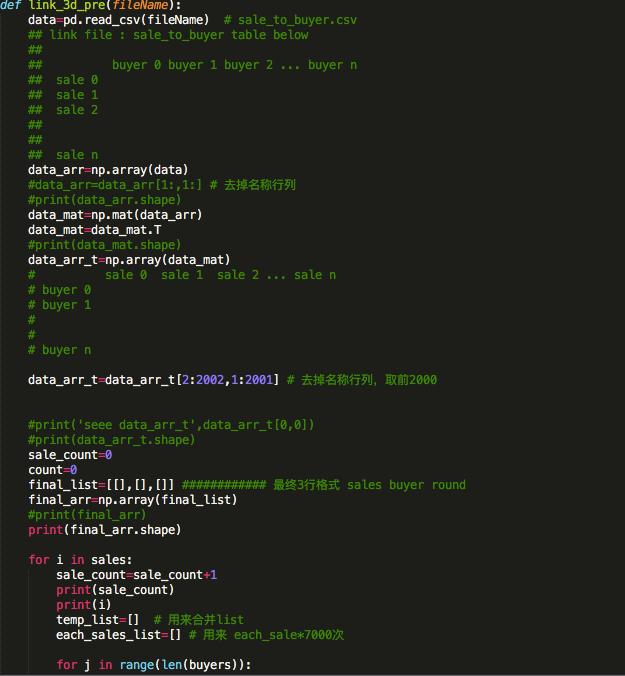 def link_3d_pre(fileName):
data=pd.read_csv(fileName)  # sale_to_buyer.csv
## link file : sale_to_buyer table below
##
##          buyer 0 buyer 1 buyer 2 ... buyer n
##  sale 0
##  sale 1
##  sale 2
##
##
##  sale n
data_arr=np.array(data)
#data_arr=data_arr[1:,1:] # 去掉名称行列
#print(data_arr.shape)
data_mat=np.mat(data_arr)
data_mat=data_mat.T
#print(data_mat.shape)
data_arr_t=np.array(data_mat)
#          sale 0  sale 1  sale 2 ... sale n
# buyer 0
# buyer 1
#
#
# buyer n
data_arr_t=data_arr_t[2:2002,1:2001] # 去掉名称行列, 取前2000
#print('seee data_arr_t',data_arr_t[0,0])
#print(data_arr_t.shape)
sale_count=0
count=0
final_list=[[],[],[]] ############ 最终3行格式 sales buyer round
final_arr=np.array(final_list)
#print(final_arr)
print(final_arr.shape)
for i in sales:
sale_count=sale_count+1
print(sale_count)
print(i)
temp_list=[]  # 用来合并list
each_sales_list=[] # 用来 each_sale*7000次
for j in range(len(buyers)):